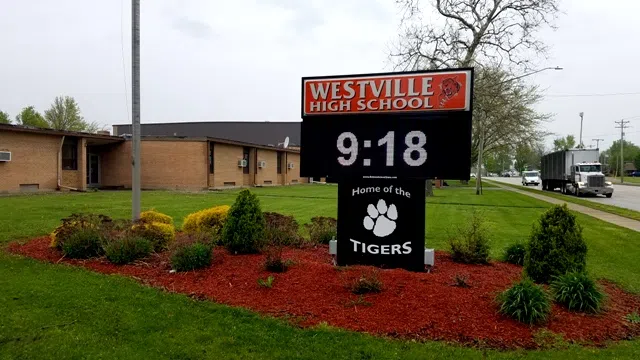 WESTVILLE
HIGH SCHOOL
9:18
Home of the
TIGERS